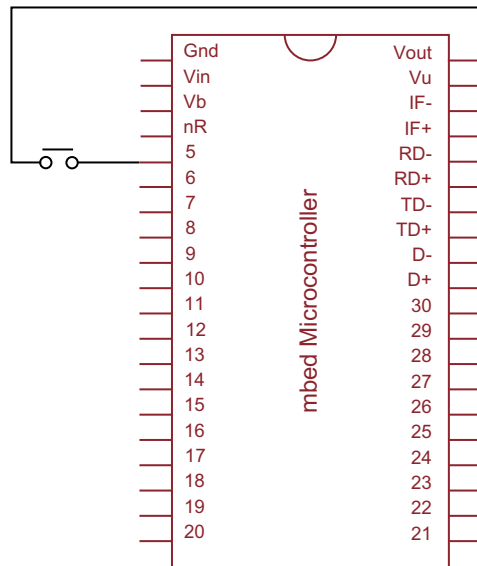 Gnd
Vin
Vb
nR
5
6
7
8
9
10
11
12
13
14
15
16
17
18
19
20
mbed Microcontroller
Vout
Vu
IF-
IF+
RD-
RD+
TD-
TD+
D-
D+
30
29
28
27
26
25
24
23
22
21